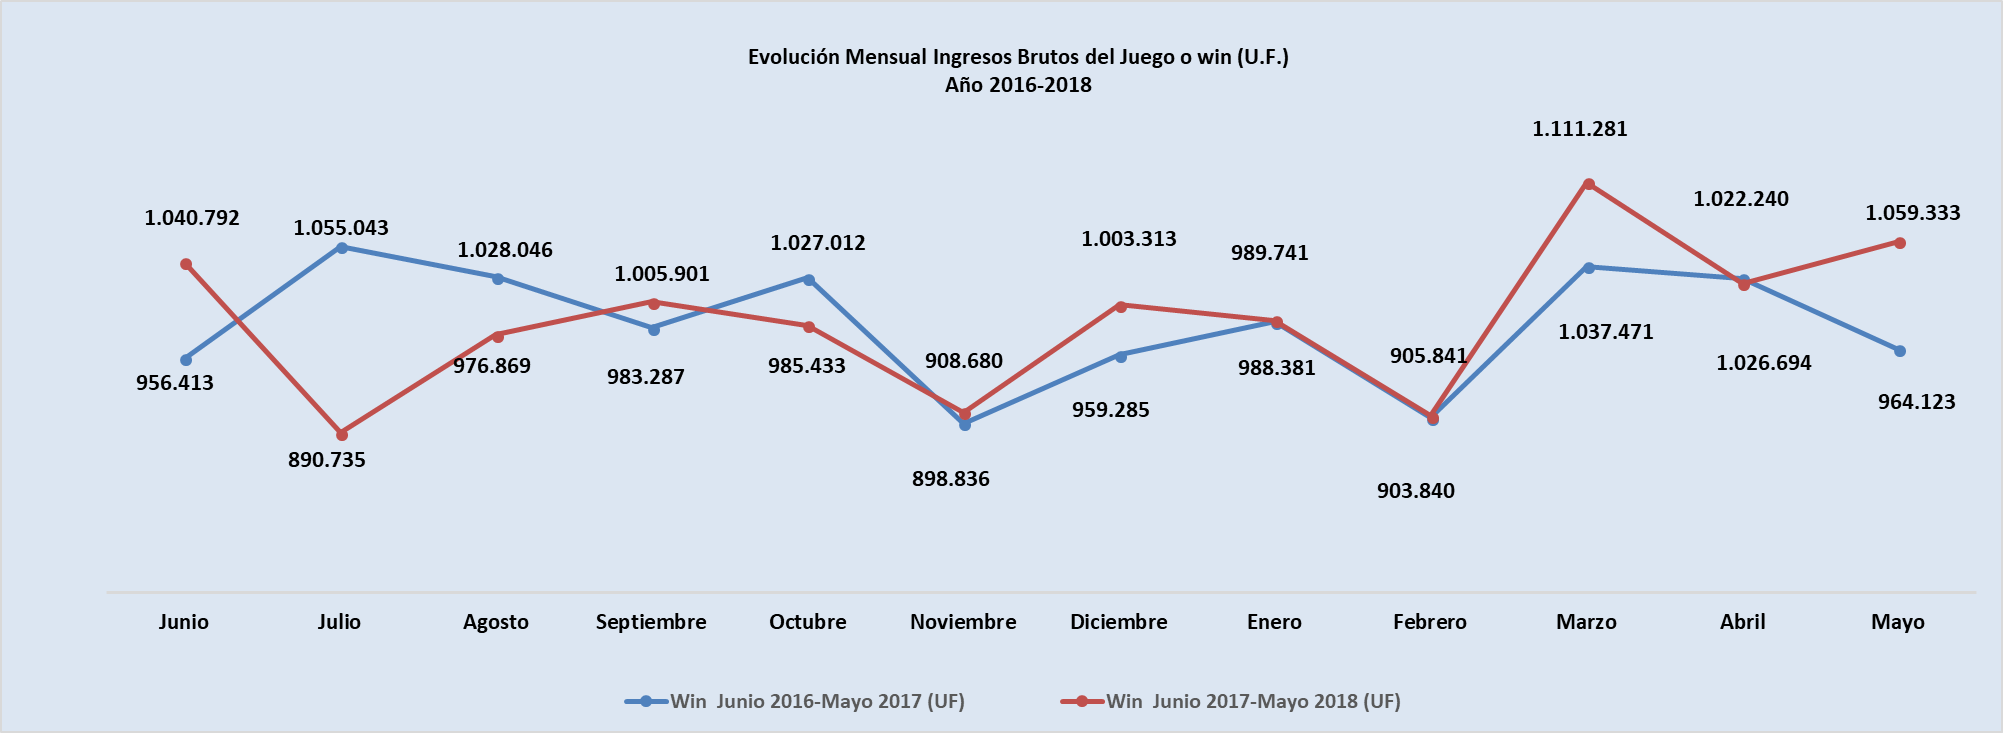 Evolución Mensual Ingresos Brutos del Juego o win (U.F.)
Año 2016-2018
1.040.792
1.055.043
1.028.046
1.005.901
1.027.012
908.680
1.003.313
989.741
905.841
1.111.281
1.022.240
1.059.333
956.413
890.735
976.869
983.287
985.433
898.836
959.285
988.381
903.840
1.037.471
1.026.694
964.123
Junio
Julio
Agosto
Septiembre
Octubre
Noviembre
Diciembre
Enero
Febrero
Marzo
Abril
Mayo
Win  Junio 2016-Mayo 2017 (UF)
Win  Junio 2017-Mayo 2018 (UF)